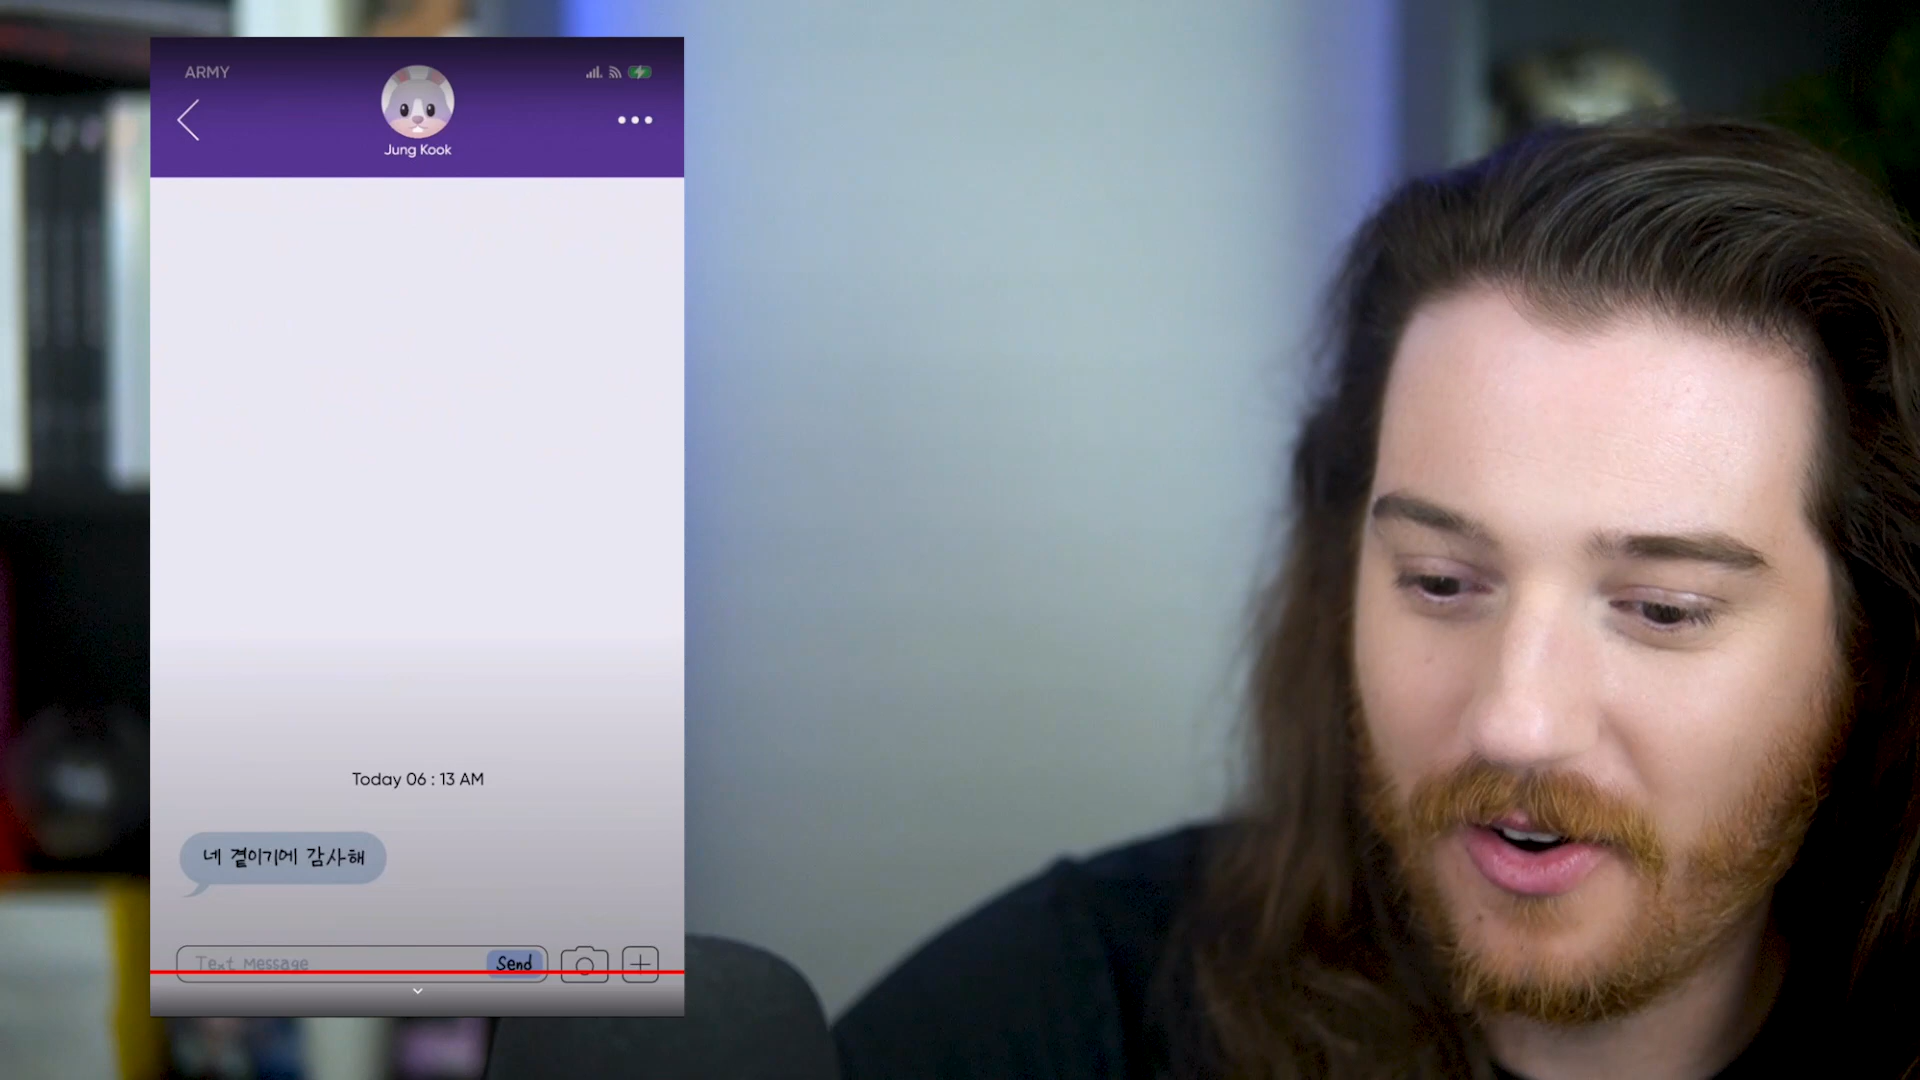 ARMY
Jung Kook
Today 06 : 13 AM
네 곁이기에 감사해
Text Message
Send